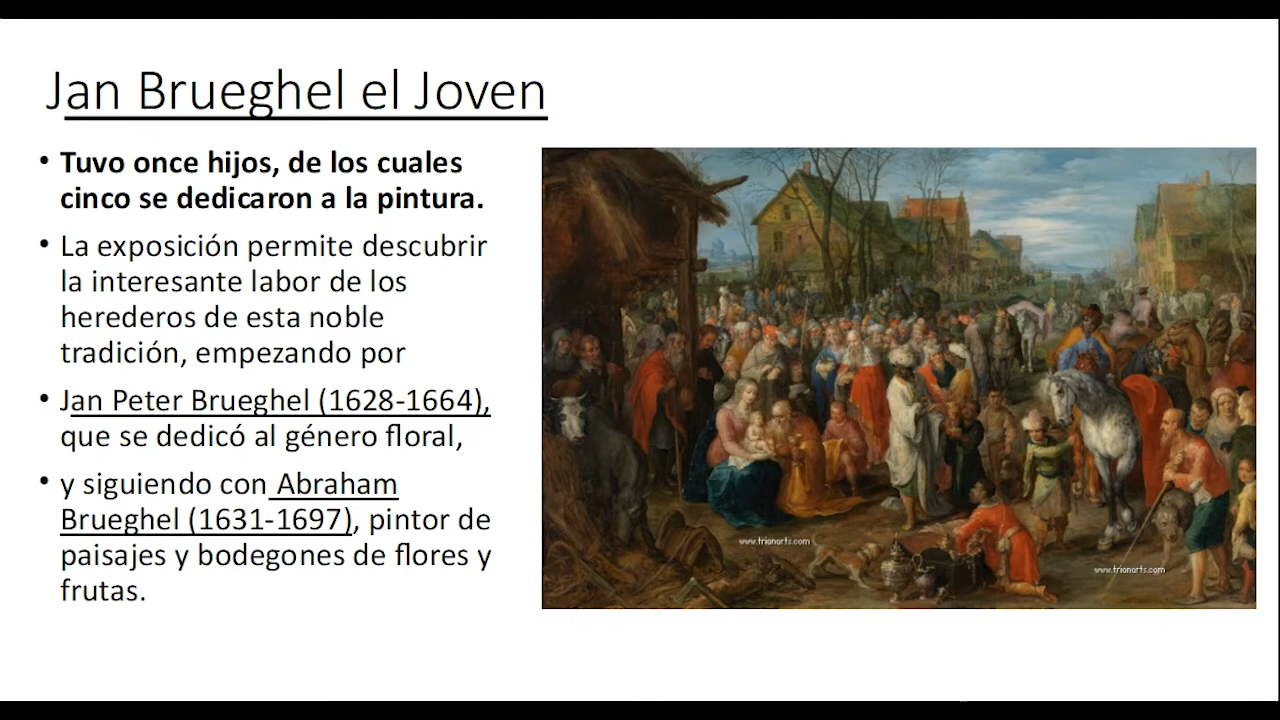 Jan Brueghel el Joven
• Tuvo once hijos, de los cuales
cinco se dedicaron a la pintura.
• La exposición permite descubrir
la interesante labor de los
herederos de esta noble
tradición, empezando por
• Jan Peter Brueghel (1628-1664),
que se dedicó al género floral,
• y siguiendo con Abraham
Brueghel (1631-1697), pintor de
paisajes y bodegones de flores y
frutas.
www.trianarts.com
www.trianarts.com